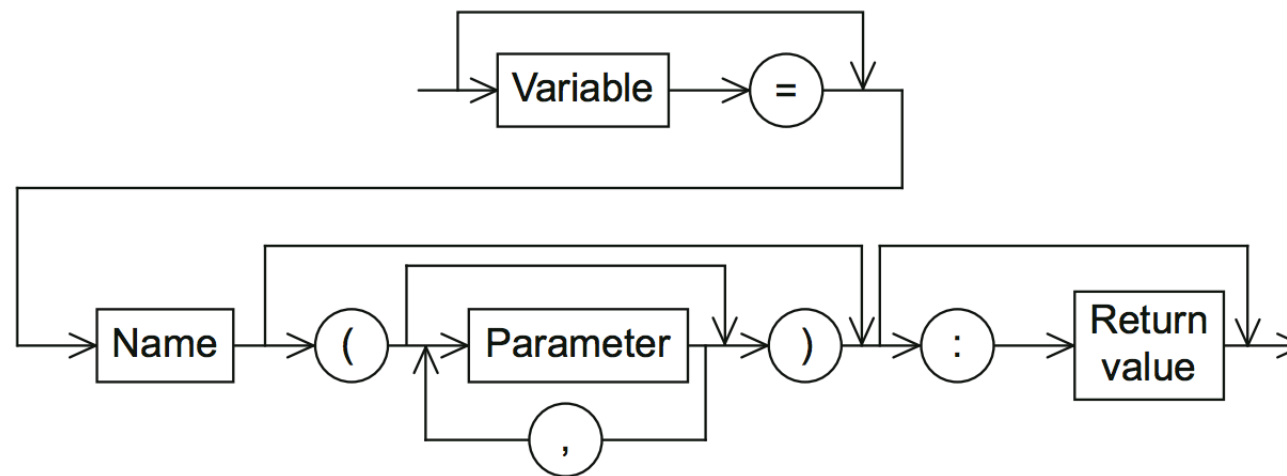 Variable =
Name ( Parameter ) : Return value
,